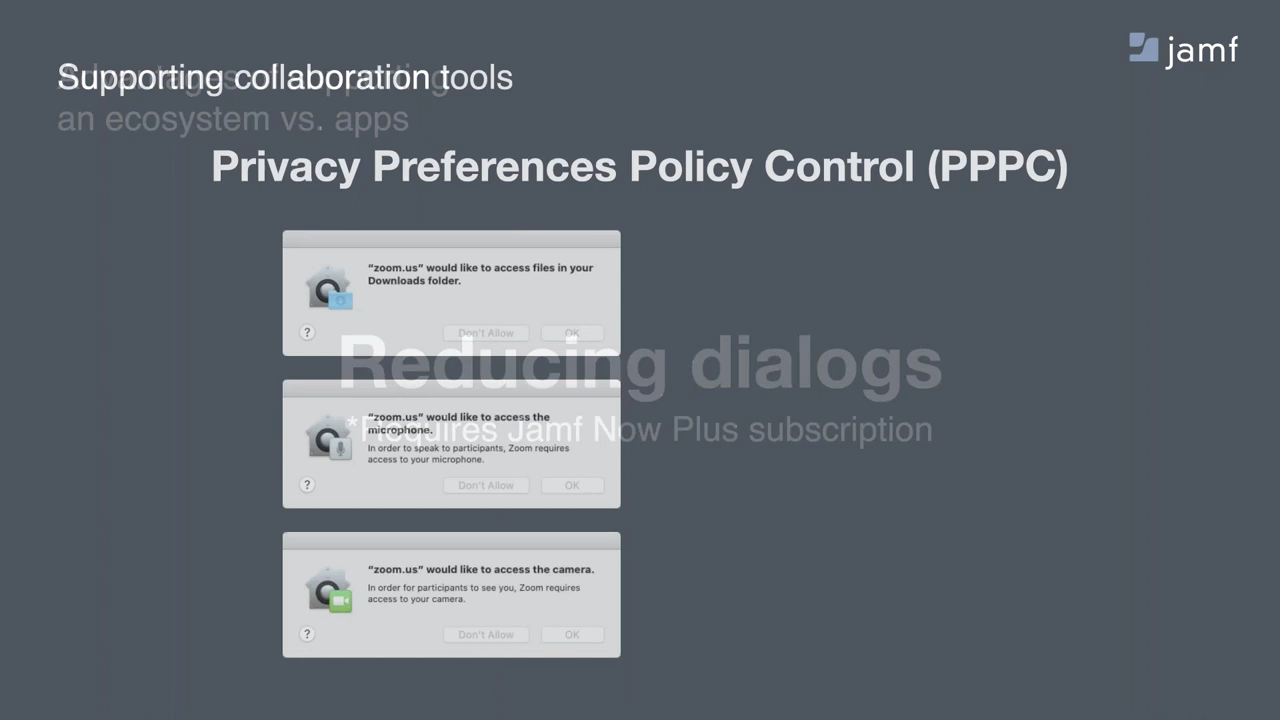 jamf
Supporting collaboration tools
Advantages of supporting
an ecosystem vs. apps
Privacy Preferences Policy Control (PPPC)
“zoom.us” would like to access files in your
Downloads folder.
?
Don't Allow
OK
Reducing dialogs
“zoom.us” would like to access the
microphone.
*Requires Jamf Now Plus subscription
In order to speak to participants, Zoom requires
access to your microphone.
?
Don't Allow
OK
“zoom.us” would like to access the camera.
In order for participants to see you, Zoom requires
access to your camera.
?
Don't Allow
OK